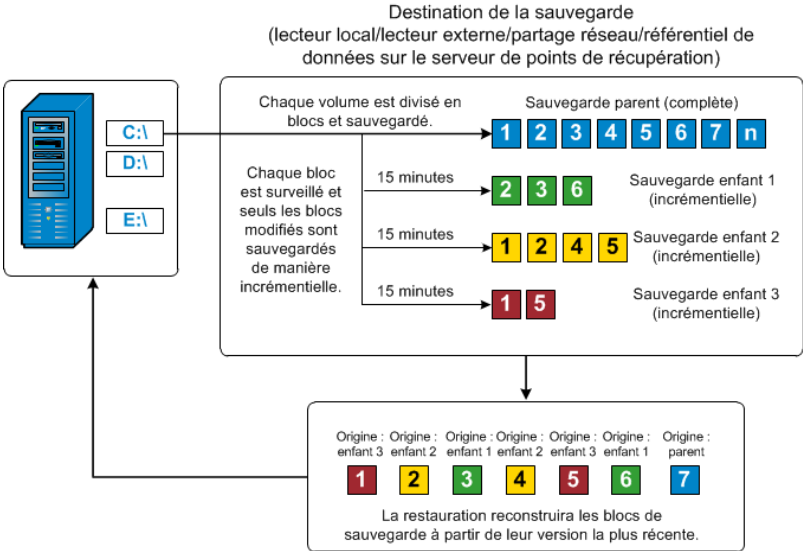 Destination de la sauvegarde
(lecteur local/lecteur externe/partage réseau/référentiel de
données sur le serveur de points de récupération)
C:\
D:\
E:\
Chaque volume est divisé en
blocs et sauvegardé.
Sauvegarde parent (complète)
1 2 3 4 5 6 7 n
Chaque bloc
est surveillé et
seuls les blocs
modifiés sont
sauvegardés
de manière
incrémentielle.
15 minutes
2 3 6
Sauvegarde enfant 1
(incrémentielle)
15 minutes
1 2 4 5
Sauvegarde enfant 2
(incrémentielle)
15 minutes
1 5
Sauvegarde enfant 3
(incrémentielle)
Origine : Origine : Origine : Origine : Origine : Origine : Origine :
enfant 3 enfant 2 enfant 1 enfant 2 enfant 3 enfant 1 parent
1 2 3 4 5 6 7
La restauration reconstruira les blocs de
sauvegarde à partir de leur version la plus récente.